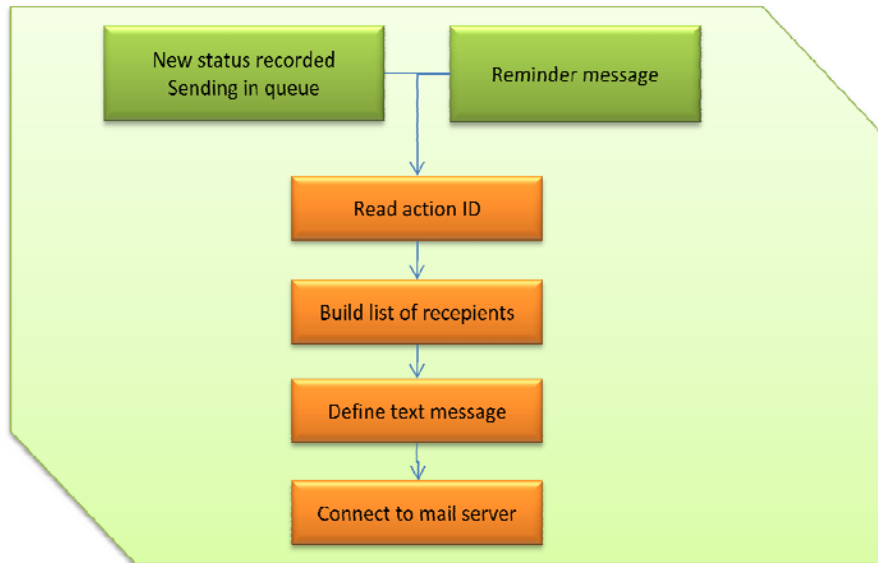 New status recorded
Sending in queue
Reminder message
Read action ID
Build list of recepients
Define text message
Connect to mail server